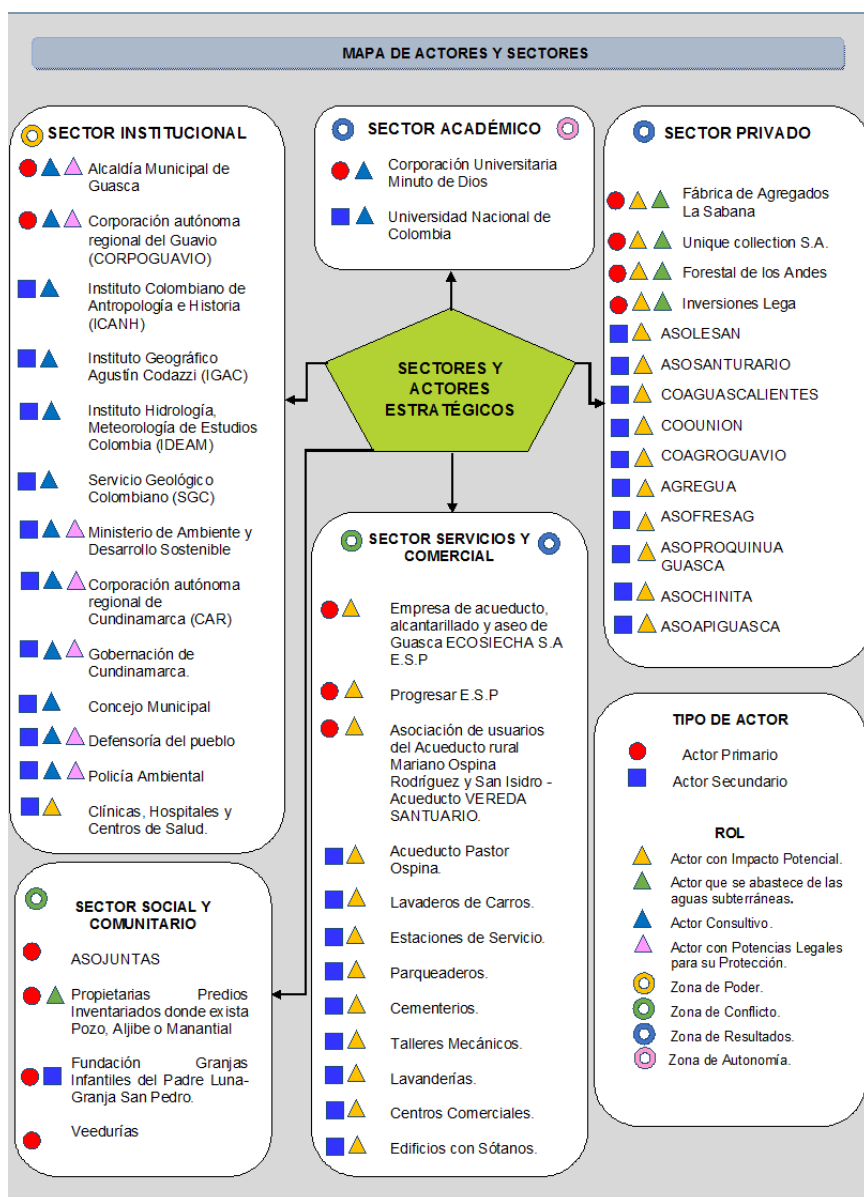 MAPA DE ACTORES Y SECTORES
SECTOR INSTITUCIONAL
Alcaldía Municipal de
Guasca
Corporación autónoma
regional del Guavio
(CORPOGUAVIO)
Instituto Colombiano de
Antropología e Historia
(ICANH)
Instituto Geográfico
Agustín Codazzi (IGAC)
Instituto Hidrología,
Meteorología de Estudios
Colombia (IDEAM)
Servicio Geológico
Colombiano (SGC)
Ministerio de Ambiente y
Desarrollo Sostenible
Corporación autónoma
regional de
Cundinamarca (CAR)
Gobernación de
Cundinamarca.
Concejo Municipal
Defensoría del pueblo
Policía Ambiental
Clínicas, Hospitales y
Centros de Salud.
SECTOR ACADÉMICO
Corporación Universitaria
Minuto de Dios
Universidad Nacional de
Colombia
SECTOR PRIVADO
Fábrica de Agregados
La Sabana
Unique collection S.A.
Forestal de los Andes
Inversiones Lega
ASOLESAN
ASOSANTURARIO
COAGUASCALIENTES
COOUNION
COAGROGUAVIO
AGREGUA
ASOFRESAG
ASOPROQUINUA
GUASCA
ASOCHINITA
ASOAPIGUASCA
SECTORES Y
ACTORES
ESTRATÉGICOS
SECTOR SERVICIOS Y
COMERCIAL
Empresa de acueducto,
alcantarillado y aseo de
Guasca ECOSIECHA S.A
E.S.P
Progresar E.S.P
Asociación de usuarios
del Acueducto rural
Mariano Ospina
Rodríguez y San Isidro -
Acueducto VEREDA
SANTUARIO.
Acueducto Pastor
Ospina.
Lavaderos de Carros.
Estaciones de Servicio.
Parqueaderos.
Cementerios.
Talleres Mecánicos.
Lavanderías.
Centros Comerciales.
Edificios con Sótanos.
SECTOR SOCIAL Y
COMUNITARIO
ASOJUNTAS
Propietarias Predios
Inventariados donde exista
Pozo, Aljibe o Manantial
Fundación Granjas
Infantiles del Padre Luna-
Granja San Pedro.
Veedurías
TIPO DE ACTOR
Actor Primario
Actor Secundario
ROL
Actor con Impacto Potencial.
Actor que se abastece de las
aguas subterráneas.
Actor Consultivo.
Actor con Potencias Legales
para su Protección.
Zona de Poder.
Zona de Conflicto.
Zona de Resultados.
Zona de Autonomía.